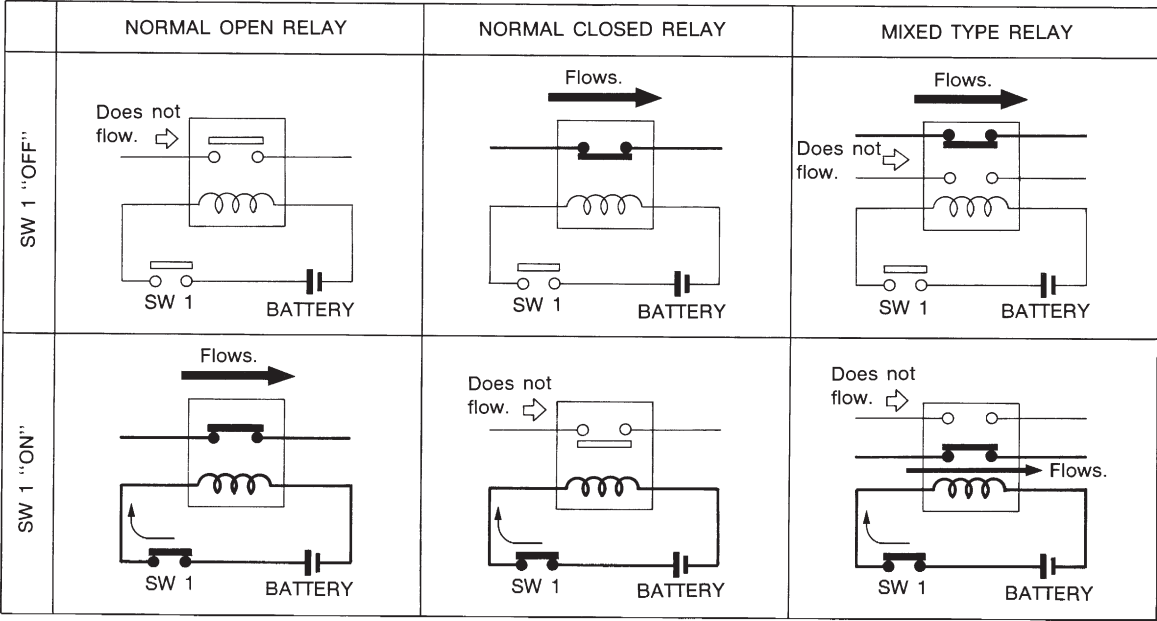 NORMAL OPEN RELAY
NORMAL CLOSED RELAY
MIXED TYPE RELAY
SW 1 “OFF”
Does not
flow.
SW 1
BATTERY
Flows.
SW 1
BATTERY
Flows.
Does not
flow.
SW 1
BATTERY
SW 1 “ON”
Flows.
SW 1
BATTERY
Does not
flow.
SW 1
BATTERY
Does not
flow.
Flows.
SW 1
BATTERY